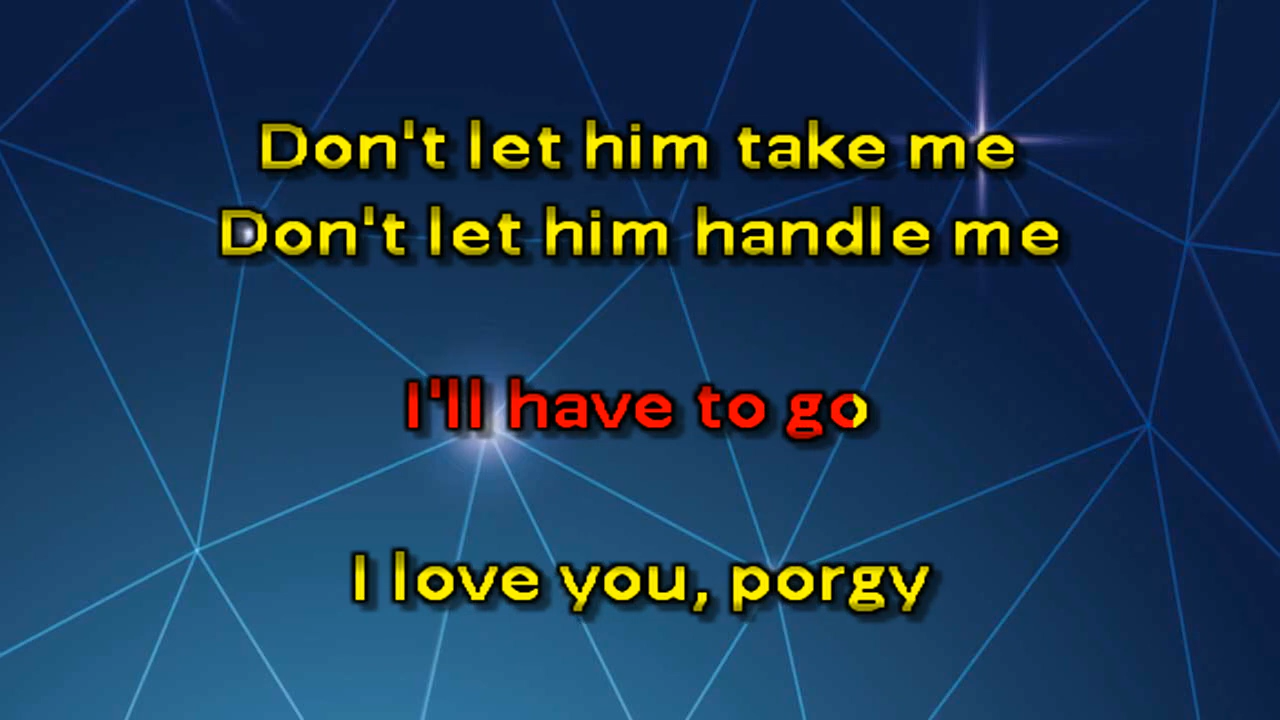 Don't let him take me
Don't let him handle me
I'll have to go
I love you, porgy